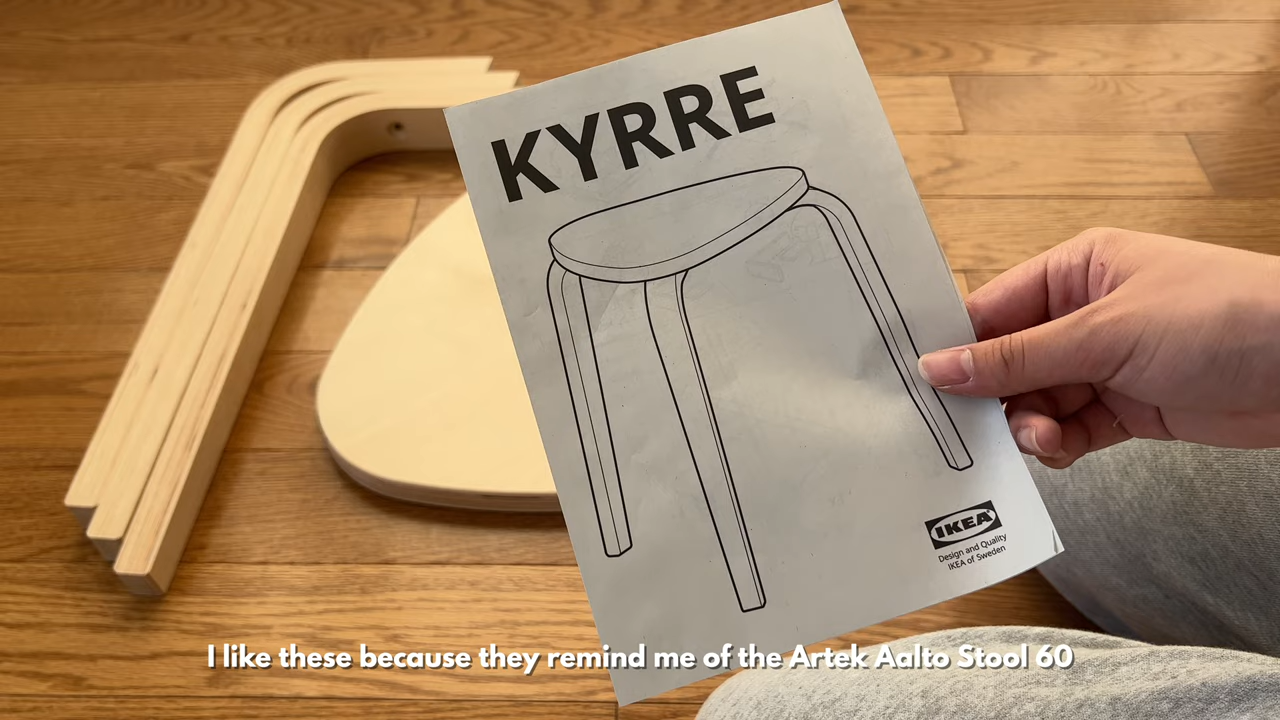 KYRRE
IKEA
Design and Quality
IKEA of Sweden
I like these because they remind me of the Artek Aalto Stool 60